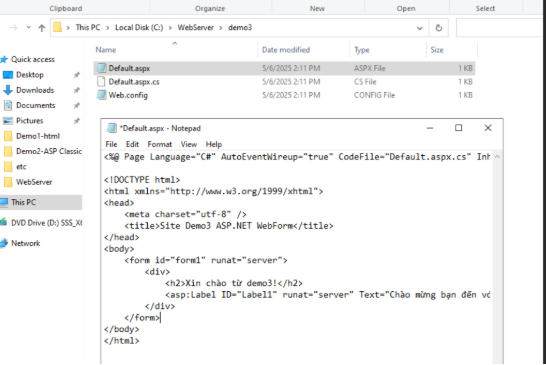 Clipboard Organize New Open Select
This PC > Local Disk (C:) > WebServer > demo3
Name Date modified Type Size
Quick access
Desktop
Downloads
Documents
Pictures
Demo1-html
Demo2-ASP Classic
etc
WebServer
This PC
DVD Drive (D:) SSS_X6
Network
Default.aspx 5/6/2025 2:11 PM ASPX File 1 KB
Default.aspx.cs 5/6/2025 2:11 PM CS File 1 KB
Web.config 5/6/2025 2:11 PM CONFIG File 1 KB
*Default.aspx - Notepad
File Edit Format View Help
<%@ Page Language="C#" AutoEventWireup="true" CodeFile="Default.aspx.cs" Inh
<!DOCTYPE html>
<html xmlns="http://www.w3.org/1999/xhtml">
<head>
<meta charset="utf-8" />
<title>Site Demo3 ASP.NET WebForm</title>
</head>
<body>
<form id="form1" runat="server">
<div>
<h2>Xin chào từ demo3!</h2>
<asp:Label ID="Label1" runat="server" Text="Chào mừng bạn đến vớ
</div>
</form>
</body>
</html>